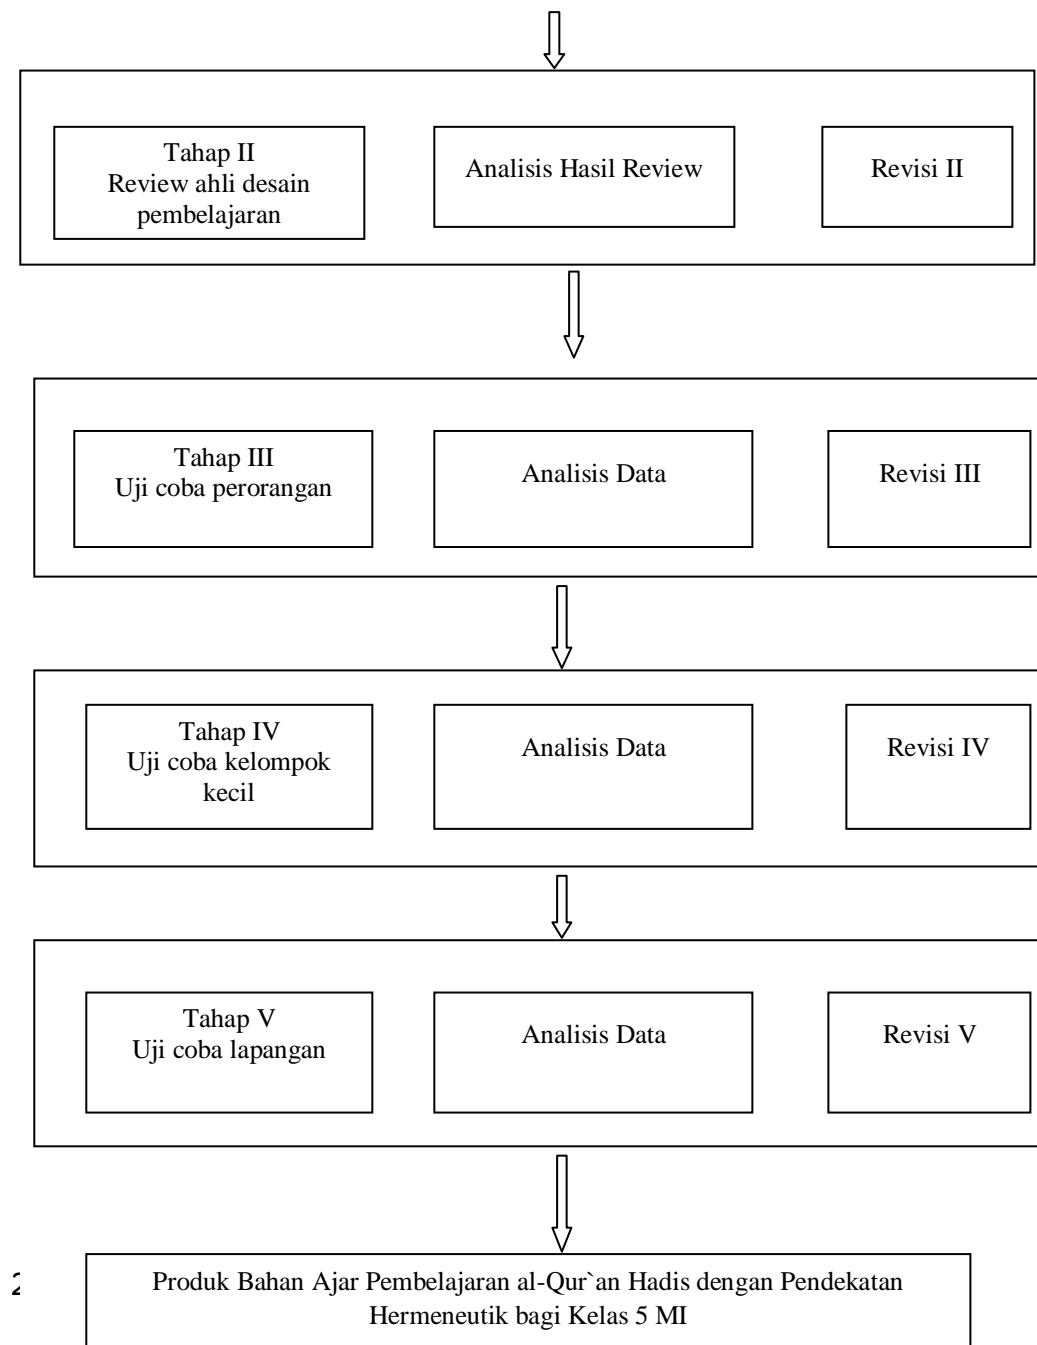 Tahap II
Review ahli desain
pembelajaran
Analisis Hasil Review
Revisi II
Tahap III
Uji coba perorangan
Analisis Data
Revisi III
Tahap IV
Uji coba kelompok
kecil
Analisis Data
Revisi IV
Tahap V
Uji coba lapangan
Analisis Data
Revisi V
Produk Bahan Ajar Pembelajaran al-Qur`an Hadis dengan Pendekatan
Hermeneutik bagi Kelas 5 MI